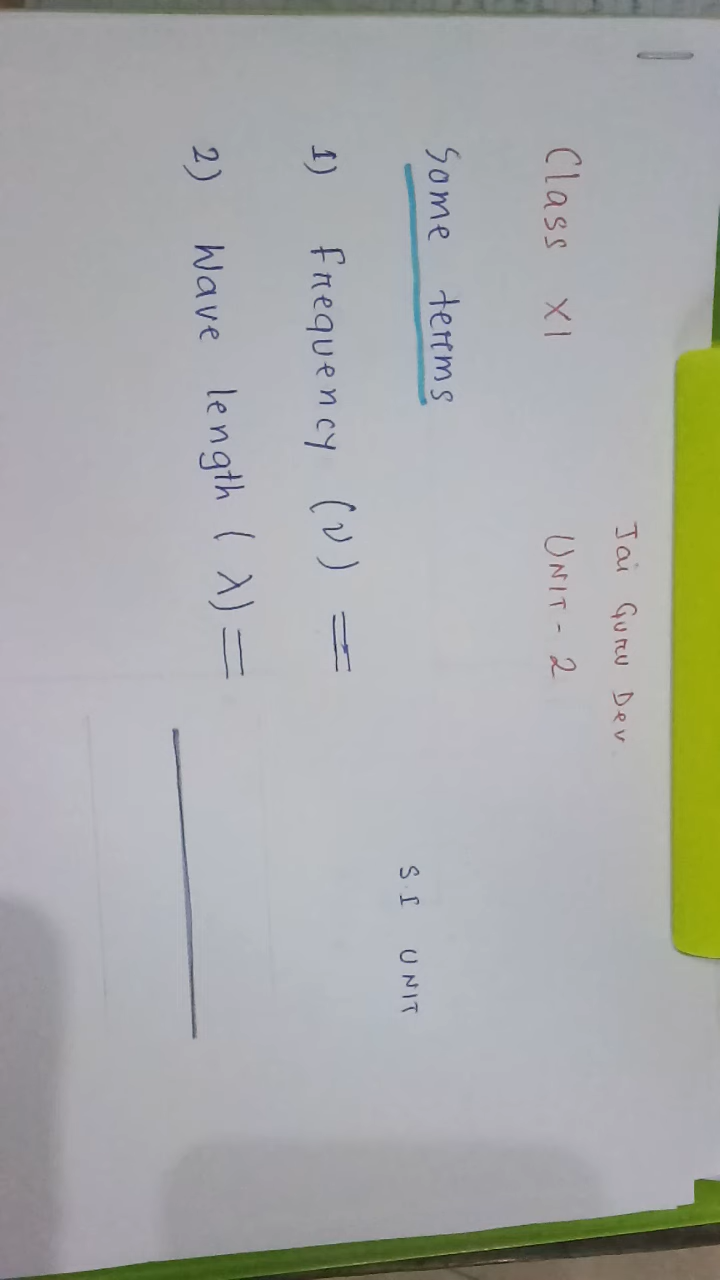 Jai Guru Dev
Class XI UNIT - 2
Some terms
S.I UNIT
1) frequency (ν) =
2) Wave length (λ) =